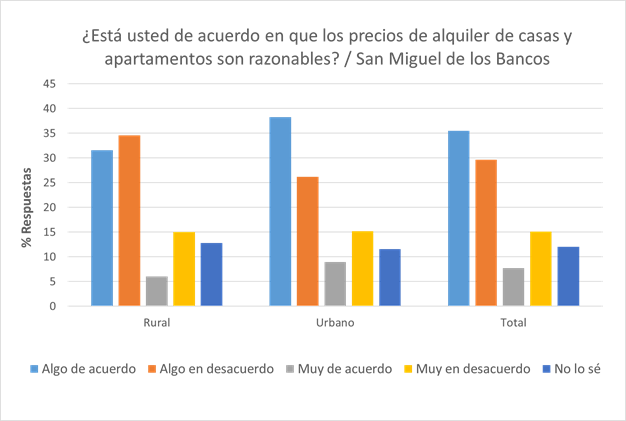 ¿Está usted de acuerdo en que los precios de alquiler de casas y
apartamentos son razonables? / San Miguel de los Bancos
45
40
35
30
25
20
15
10
5
0
% Respuestas
Rural
Urbano
Total
Algo de acuerdo
Algo en desacuerdo
Muy de acuerdo
Muy en desacuerdo
No lo sé